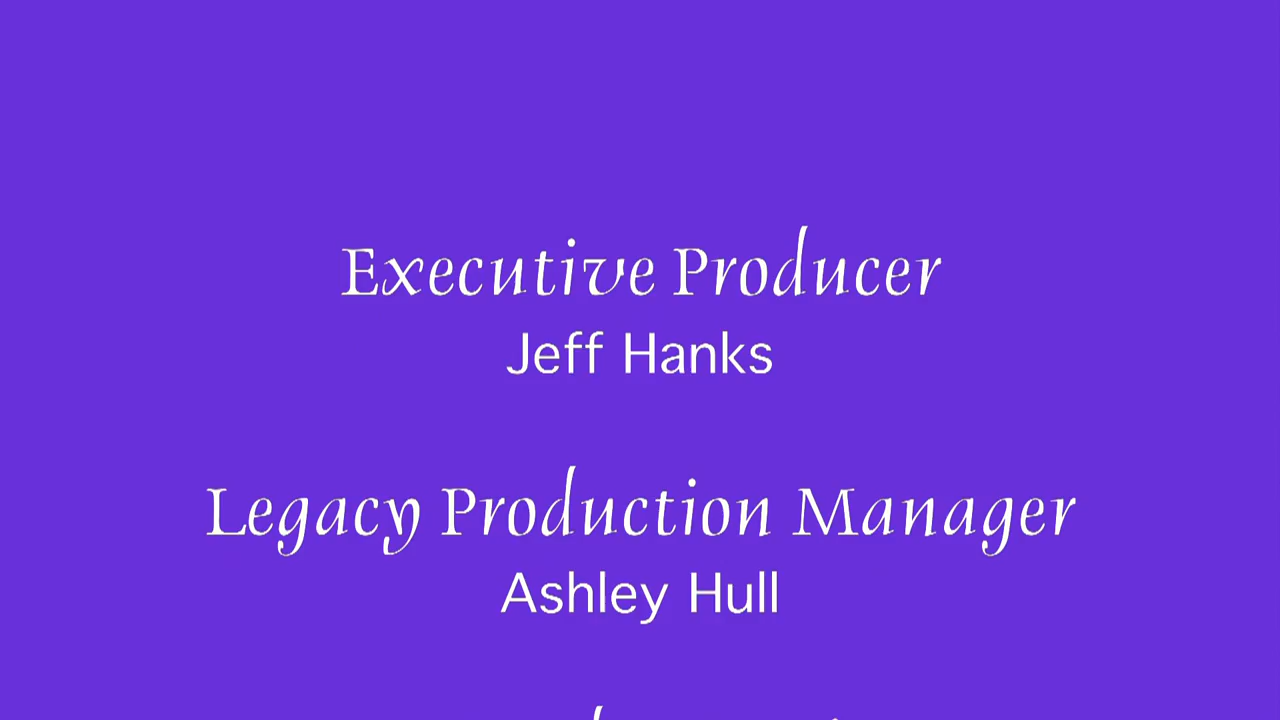 Executive Producer
Jeff Hanks
Legacy Production Manager
Ashley Hull